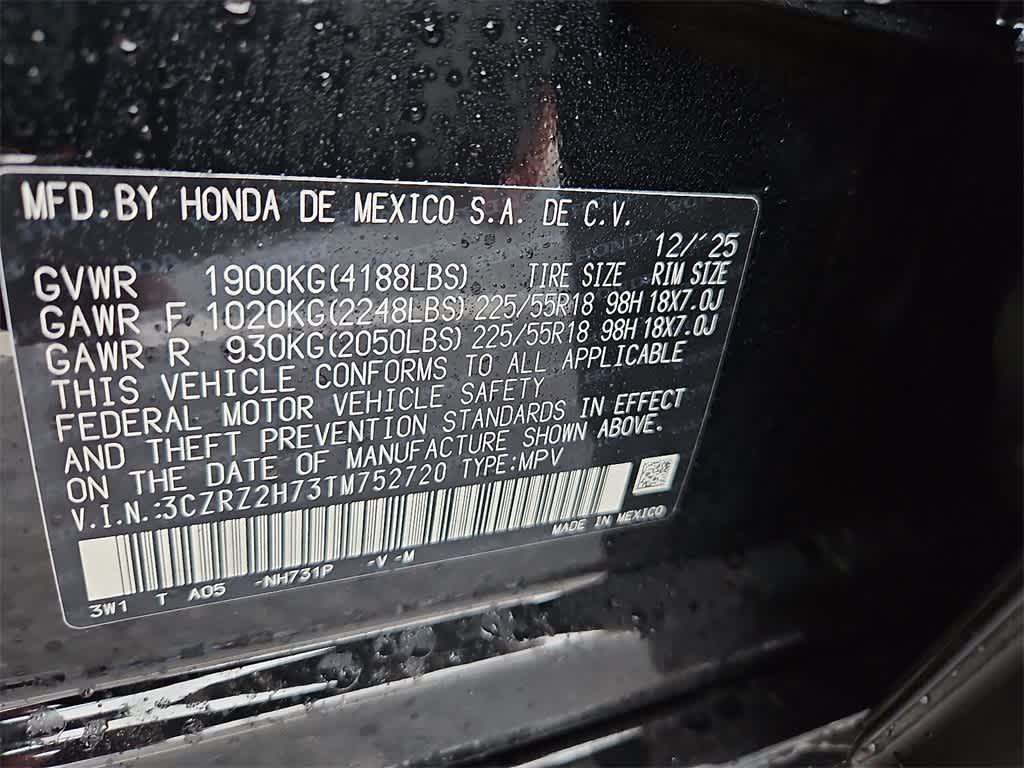 MFD.BY HONDA DE MEXICO S.A. DE C.V.
12/'25
GVWR 1900KG(4188LBS) TIRE SIZE RIM SIZE
GAWR F 1020KG(2248LBS) 225/55R18 98H 18X7.0J
GAWR R 930KG(2050LBS) 225/55R18 98H 18X7.0J
THIS VEHICLE CONFORMS TO ALL APPLICABLE
FEDERAL MOTOR VEHICLE SAFETY
AND THEFT PREVENTION STANDARDS IN EFFECT
ON THE DATE OF MANUFACTURE SHOWN ABOVE.
V.I.N.:3CZRZ2H73TM752720 TYPE:MPV
MADE IN MEXICO
3W1 T A05 -NH731P -V -M